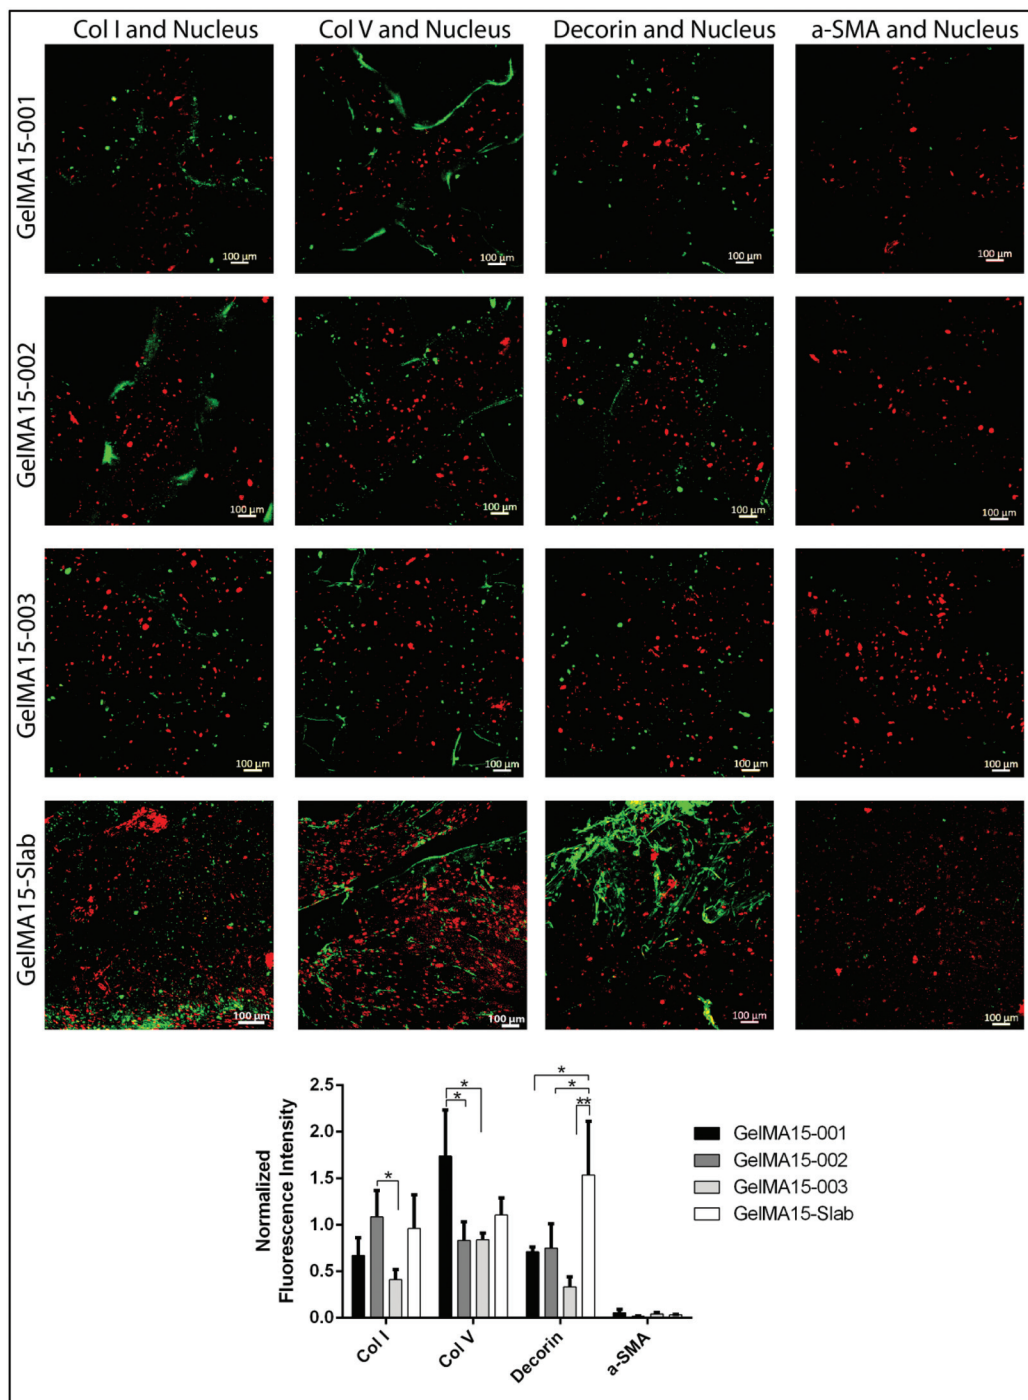 Col I and Nucleus
Col V and Nucleus
Decorin and Nucleus
a-SMA and Nucleus
GelMA15-001
100 µm
100 µm
100 µm
100 µm
GelMA15-002
100 µm
100 µm
100 µm
100 µm
GelMA15-003
100 µm
100 µm
100 µm
100 µm
GelMA15-Slab
100 µm
100 µm
100 µm
100 µm
Normalized
Fluorescence Intensity
2.5
2.0
1.5
1.0
0.5
0.0
*
*
*
*
*
**
Col I
Col V
Decorin
a-SMA
GelMA15-001
GelMA15-002
GelMA15-003
GelMA15-Slab